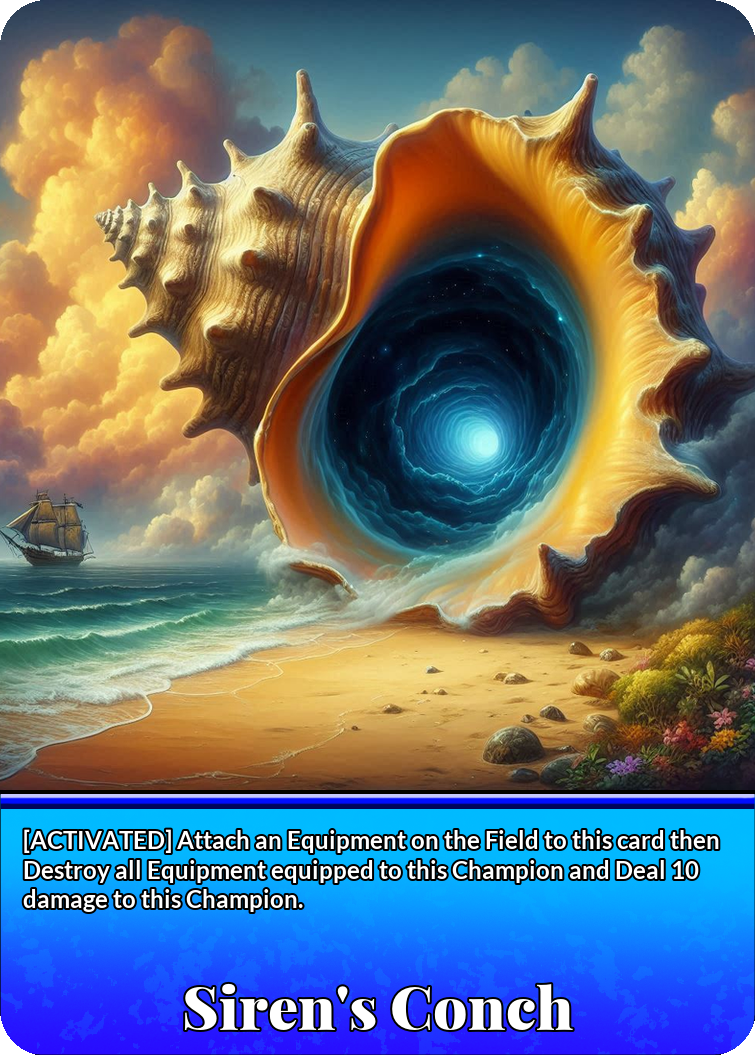 [ACTIVATED] Attach an Equipment on the Field to this card then
Destroy all Equipment equipped to this Champion and Deal 10
damage to this Champion.
Siren's Conch